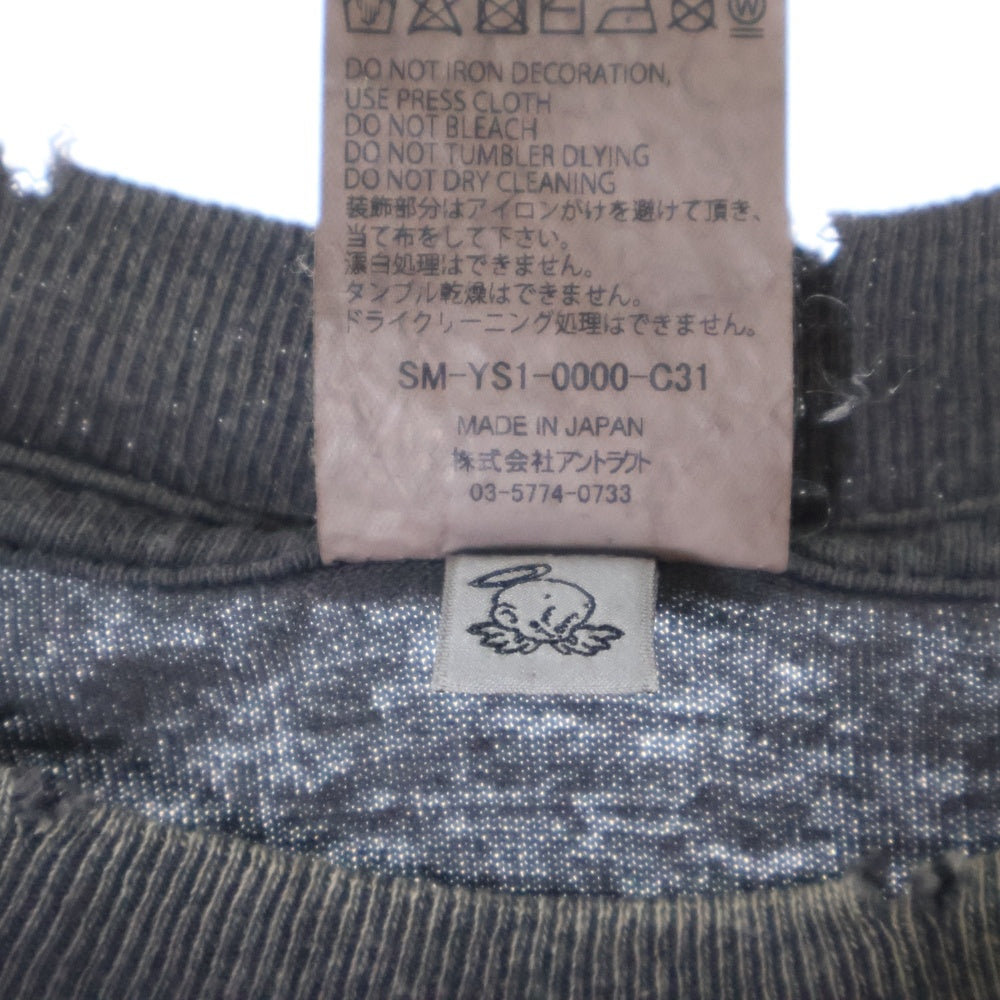 W
DO NOT IRON DECORATION,
USE PRESS CLOTH
DO NOT BLEACH
DO NOT TUMBLER DLYING
DO NOT DRY CLEANING
装飾部分はアイロンがけを避けて頂き、
当て布をして下さい。
漂白処理はできません。
タンブル乾燥はできません。
ドライクリーニング処理はできません。
SM-YS1-0000-C31
MADE IN JAPAN
株式会社アントラクト
03-5774-0733